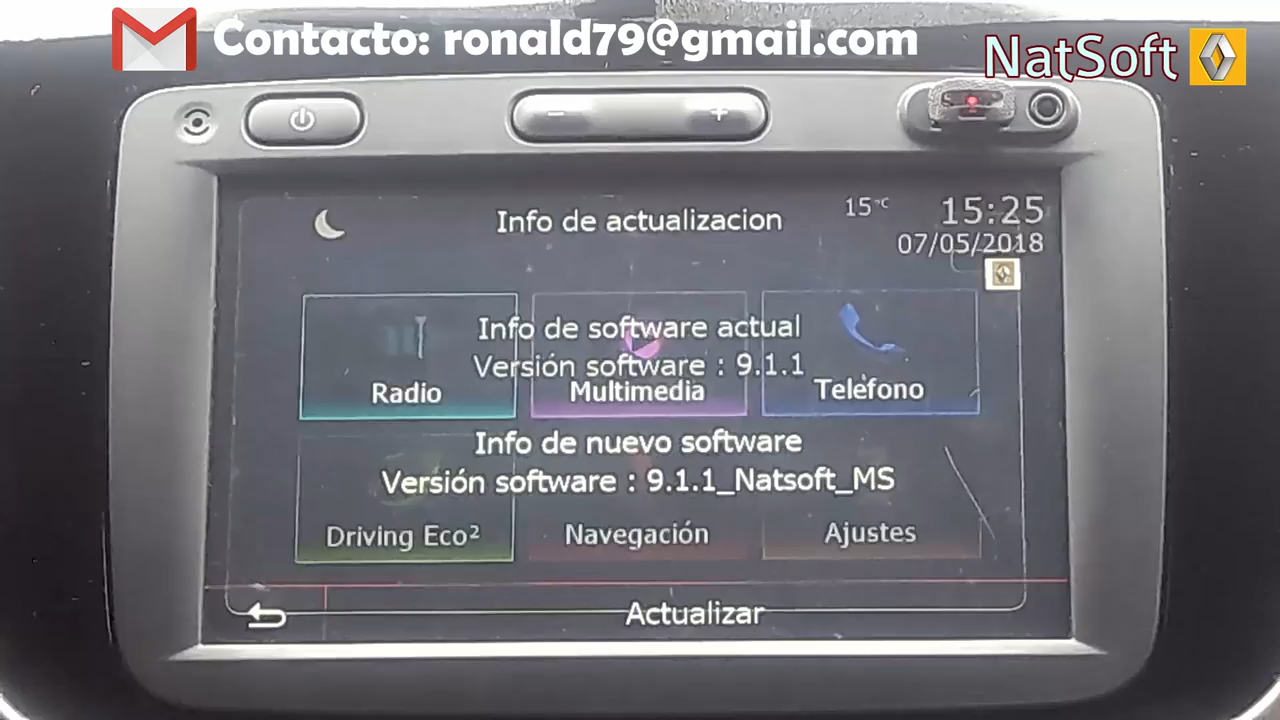 Contacto: ronald79@gmail.com
NatSoft
Info de actualizacion
15°C
15:25
07/05/2018
Info de software actual
Versión software : 9.1.1
Radio
Multimedia
Teléfono
Info de nuevo software
Versión software : 9.1.1_Natsoft_MS
Driving Eco²
Navegación
Ajustes
Actualizar